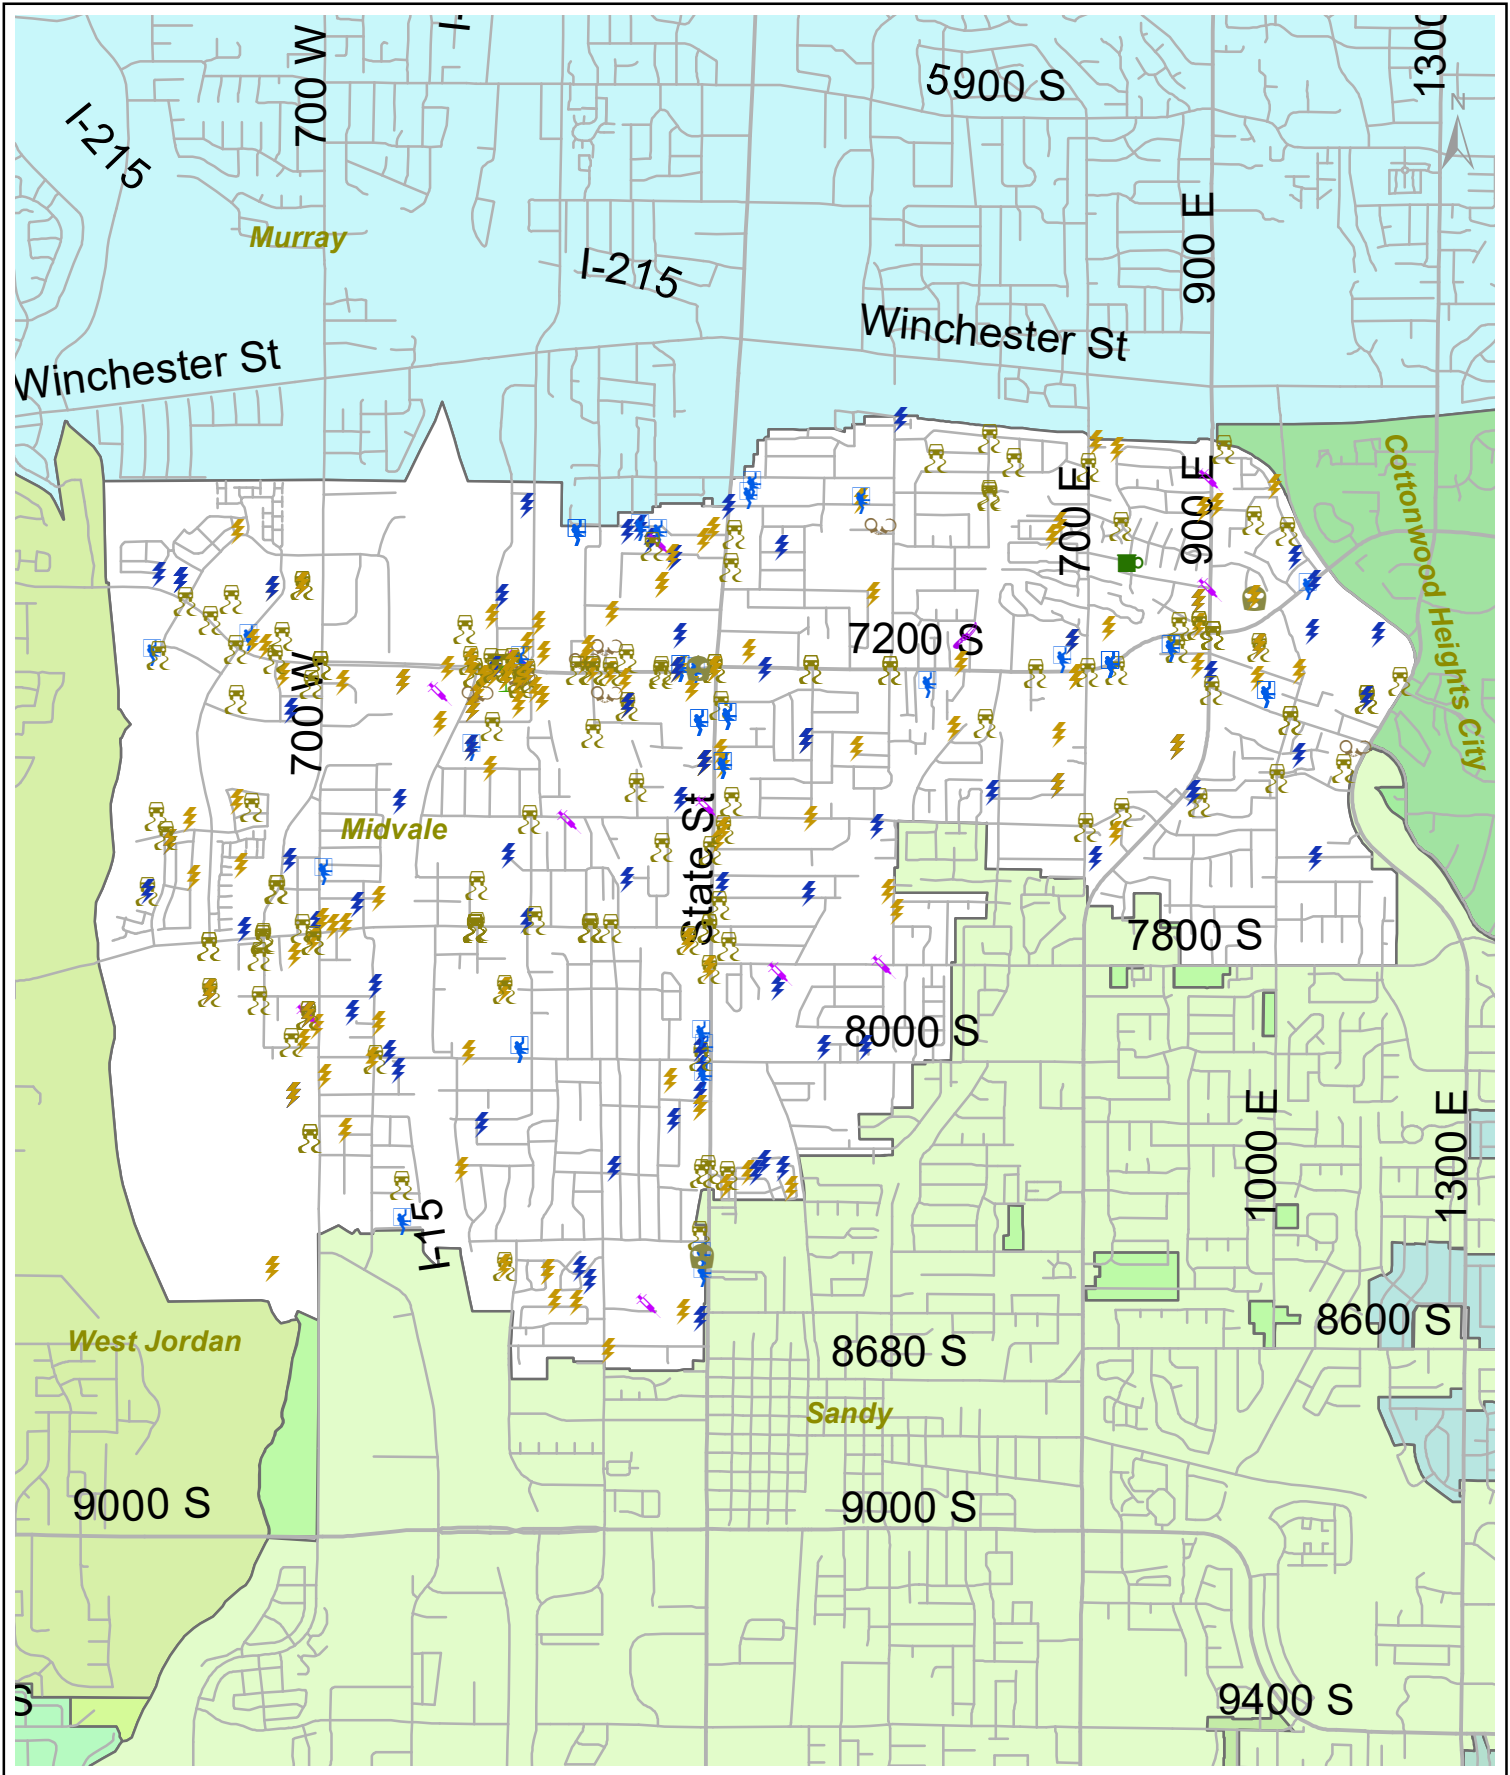 I-
1300
700 W
5900 S
N
I-215
900 E
Murray
I-215
Winchester St
Winchester St
Cottonwood Heights City
700 E
900 E
7200 S
700 W
Midvale
State St
7800 S
8000 S
1000 E
1300 E
I-15
8600 S
West Jordan
8680 S
Sandy
9000 S
9000 S
S
9400 S